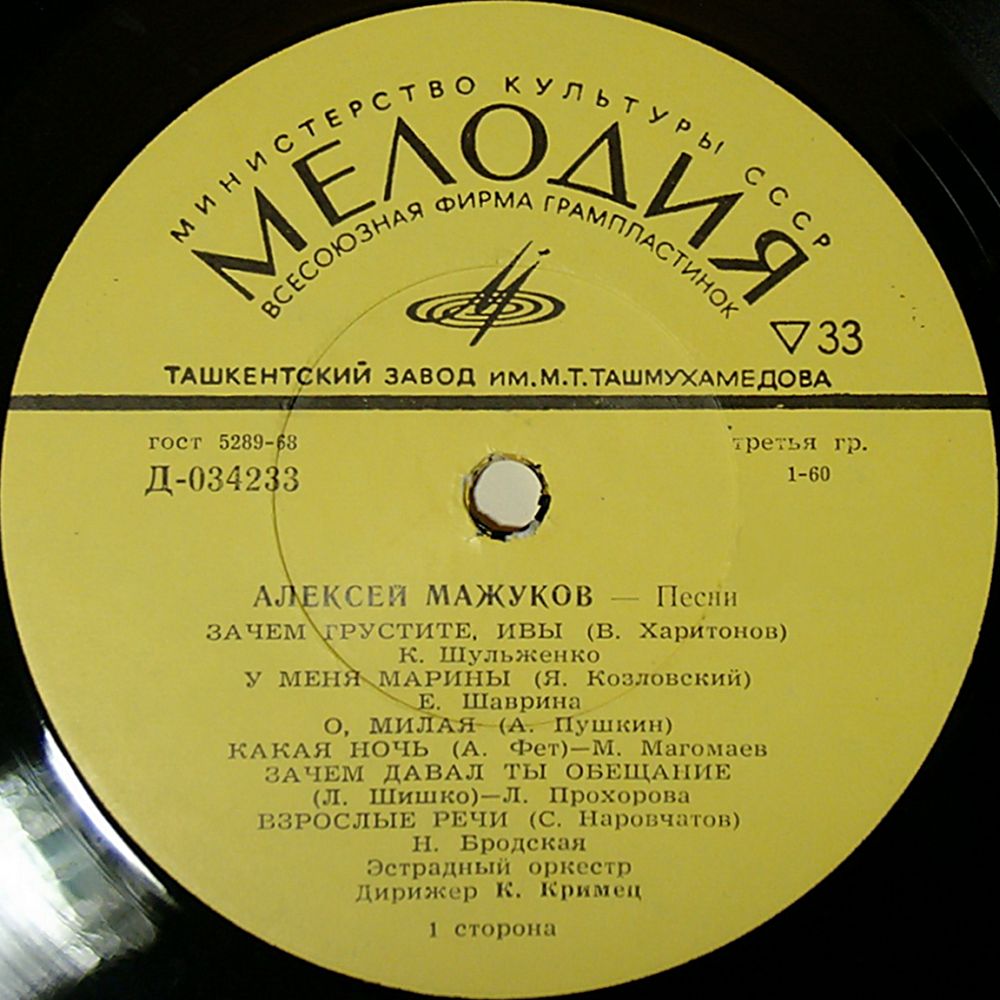 МИНИСТЕРСТВО КУЛЬТУРЫ СССР
МЕЛОДИЯ
ВСЕСОЮЗНАЯ ФИРМА ГРАМПЛАСТИНОК
▽33
ТАШКЕНТСКИЙ ЗАВОД ИМ. М. Т. ТАШМУХАМЕДОВА
гост 5289-68
третья гр.
Д-034233
1-60
АЛЕКСЕЙ МАЖУКОВ — Песни
ЗАЧЕМ ГРУСТИТЕ, ИВЫ (В. Харитонов)
К. Шульженко
У МЕНЯ МАРИНЫ (Я. Козловский)
Е. Шаврина
О, МИЛАЯ (А. Пушкин)
КАКАЯ НОЧЬ (А. Фет)—М. Магомаев
ЗАЧЕМ ДАВАЛ ТЫ ОБЕЩАНИЕ
(Л. Шишко)—Л. Прохорова
ВЗРОСЛЫЕ РЕЧИ (С. Наровчатов)
Н. Бродская
Эстрадный оркестр
Дирижер К. Кримец
1 сторона